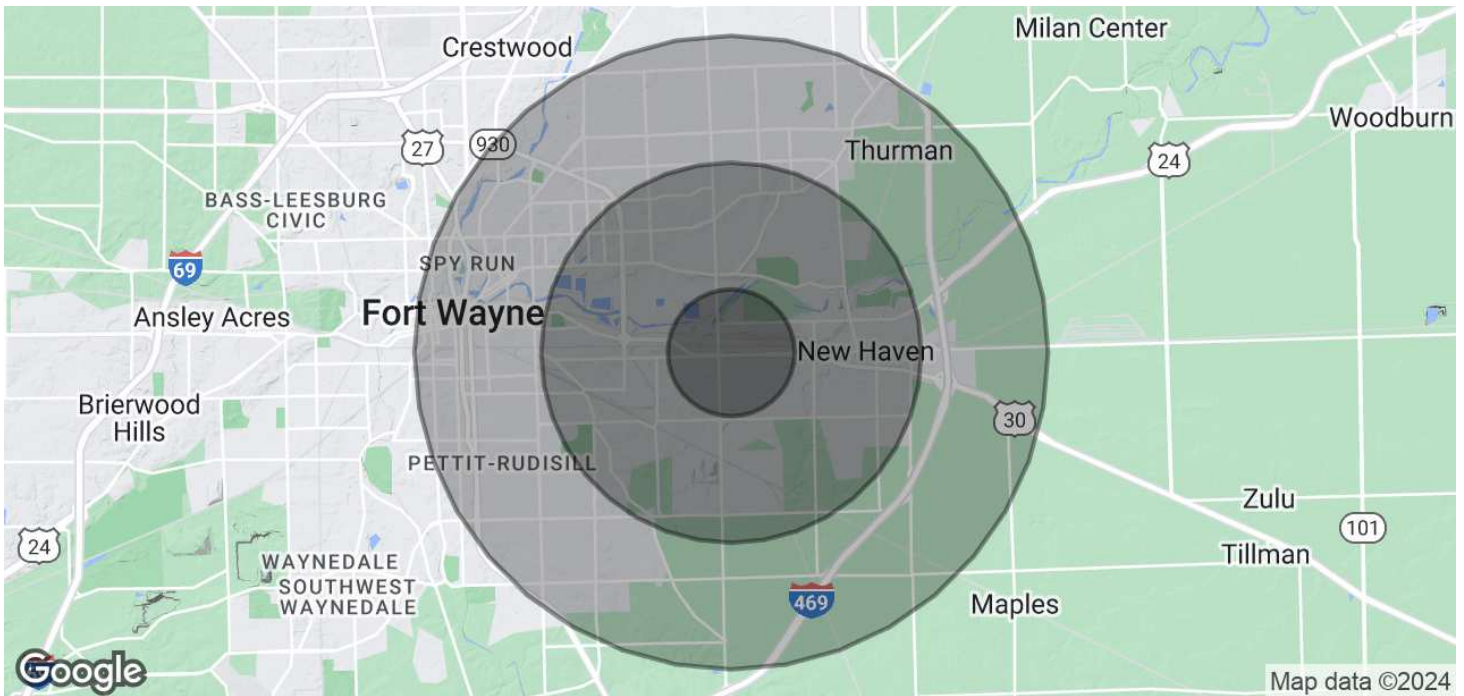 Milan Center
Crestwood
Woodburn
27
930
Thurman
24
BASS-LEESBURG
CIVIC
69
SPY RUN
Ansley Acres
Fort Wayne
New Haven
Brierwood
Hills
30
PETTIT-RUDISILL
Zulu
101
24
Tillman
WAYNEDALE
SOUTHWEST
WAYNEDALE
469
Maples
Google
Map data ©2024